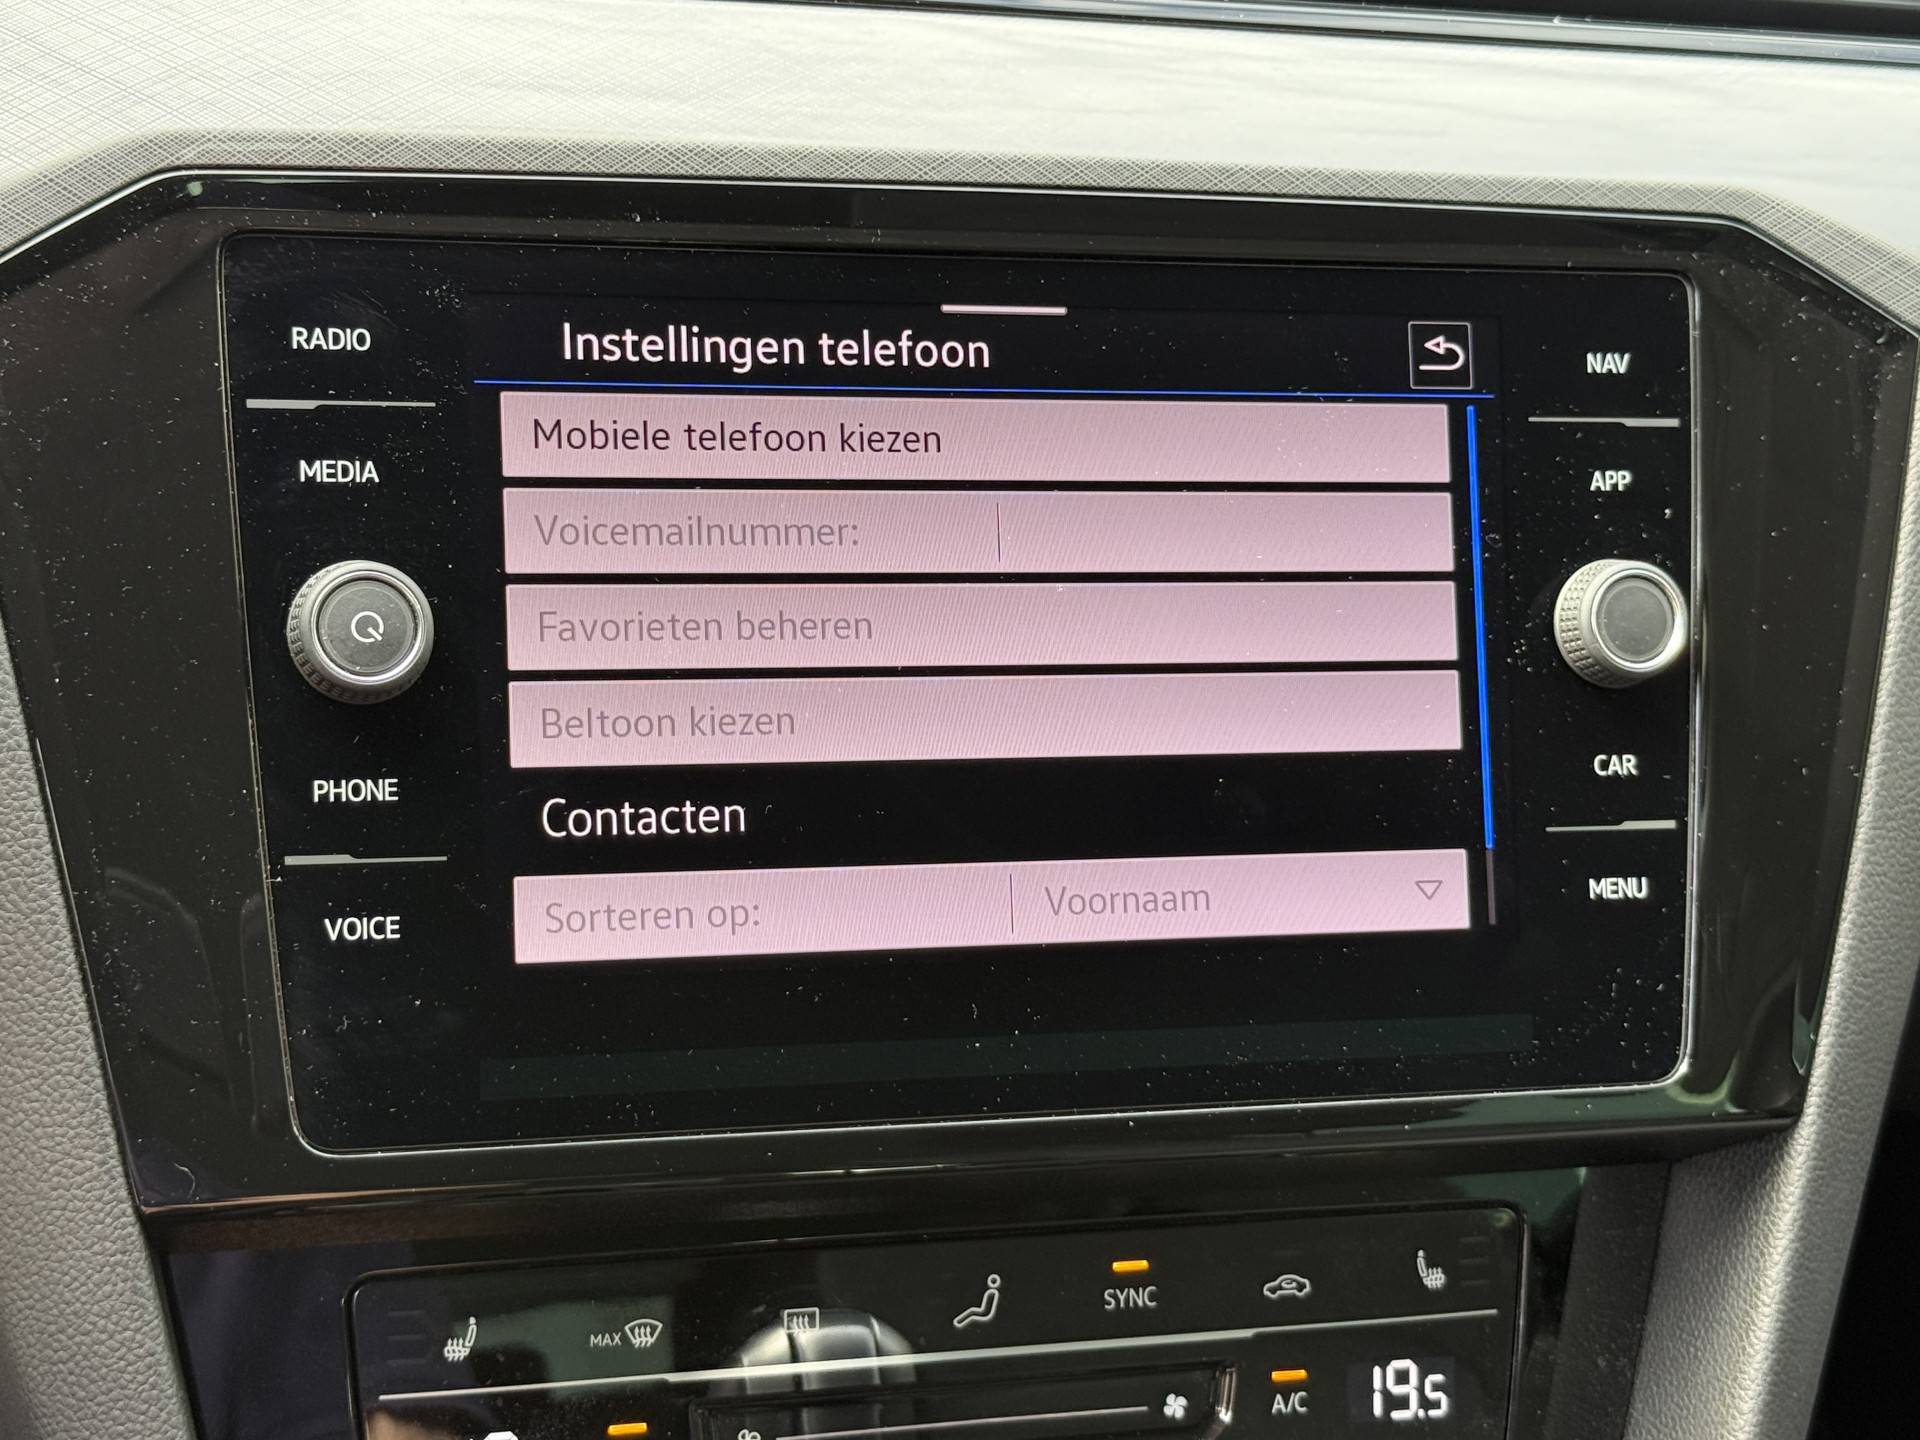 RADIO
MEDIA
PHONE
VOICE
Instellingen telefoon
Mobiele telefoon kiezen
Voicemailnummer:
Favorieten beheren
Beltoon kiezen
Contacten
Sorteren op: Voornaam
NAV
APP
CAR
MENU
MAX
SYNC
A/C
19.5